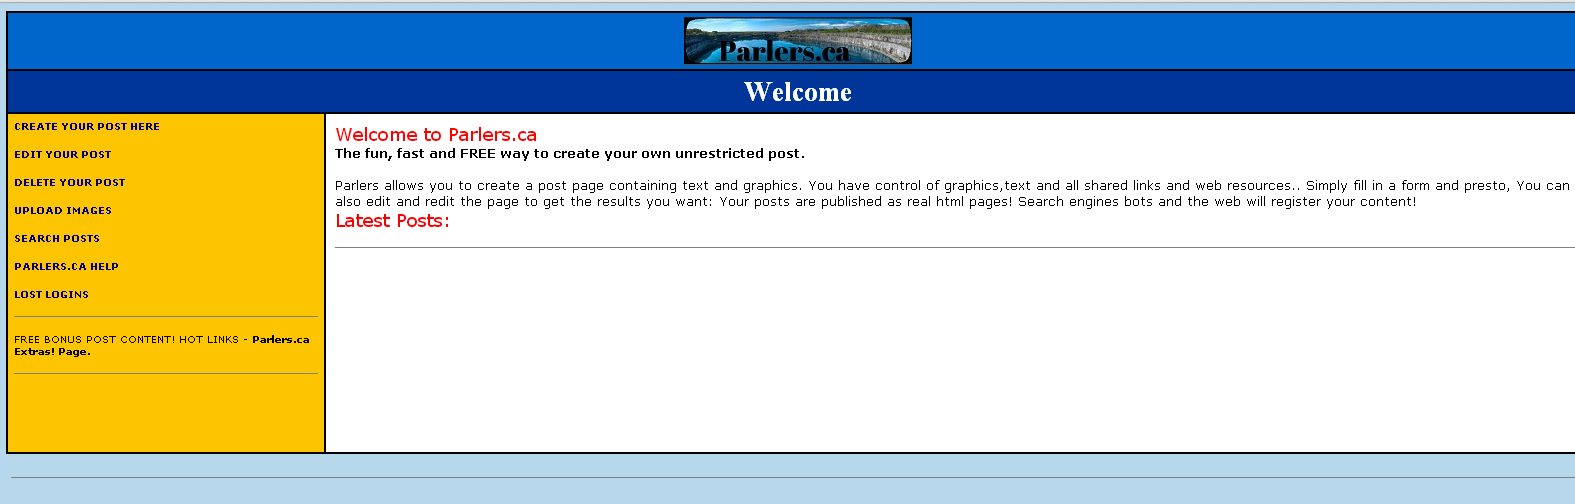 Parlers.ca
Welcome
CREATE YOUR POST HERE
EDIT YOUR POST
DELETE YOUR POST
UPLOAD IMAGES
SEARCH POSTS
PARLERS.CA HELP
LOST LOGINS
FREE BONUS POST CONTENT! HOT LINKS - Parlers.ca
Extras! Page.
Welcome to Parlers.ca
The fun, fast and FREE way to create your own unrestricted post.
Parlers allows you to create a post page containing text and graphics. You have control of graphics,text and all shared links and web resources.. Simply fill in a form and presto, You can
also edit and redit the page to get the results you want: Your posts are published as real html pages! Search engines bots and the web will register your content!
Latest Posts: